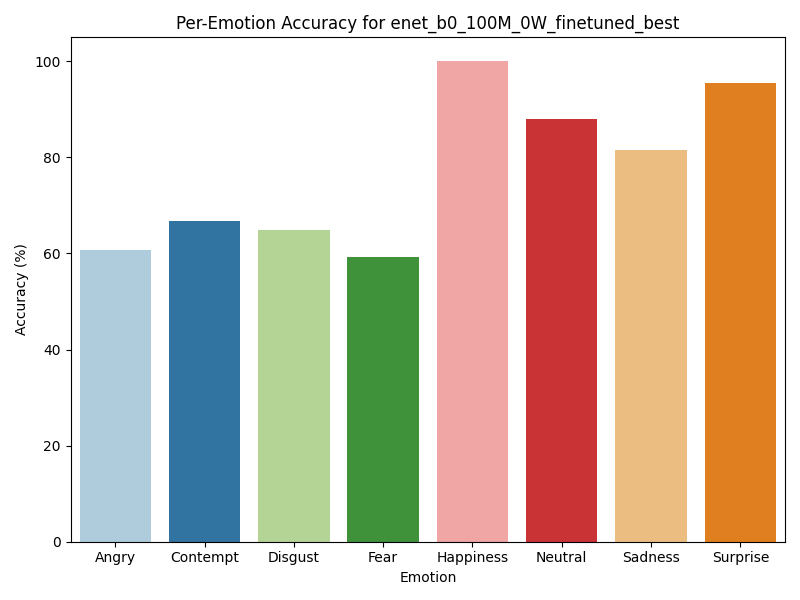 Per-Emotion Accuracy for enet_b0_100M_0W_finetuned_best
Accuracy (%)
100
80
60
40
20
0
Angry Contempt Disgust Fear Happiness Neutral Sadness Surprise
Emotion